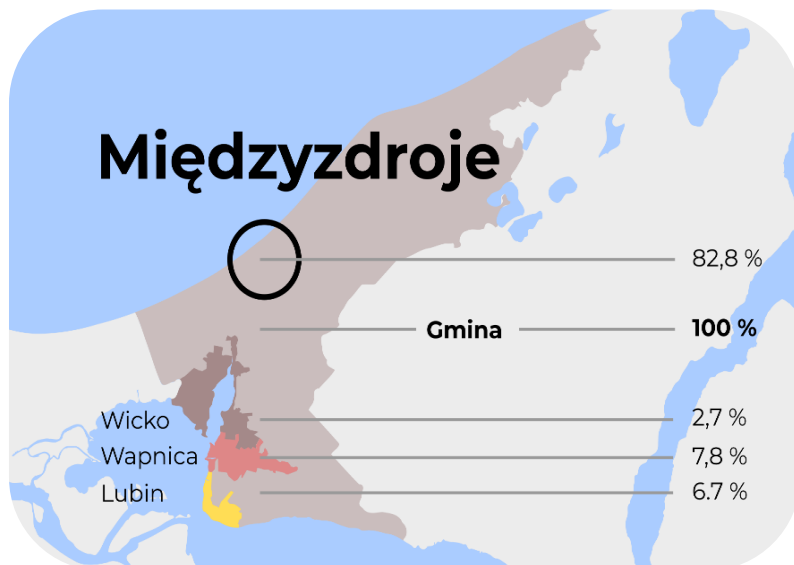 Międzyzdroje
82,8 %
Gmina 100 %
Wicko 2,7 %
Wapnica 7,8 %
Lubin 6.7 %